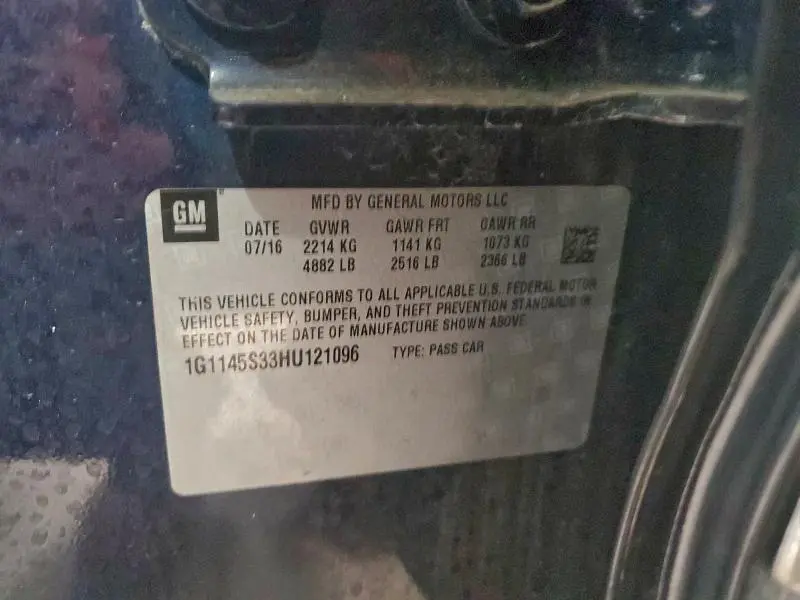 GM
MFD BY GENERAL MOTORS LLC
DATE GVWR GAWR FRT GAWR RR
07/16 2214 KG 1141 KG 1073 KG
4882 LB 2516 LB 2366 LB
THIS VEHICLE CONFORMS TO ALL APPLICABLE U.S. FEDERAL MOTOR
VEHICLE SAFETY, BUMPER, AND THEFT PREVENTION STANDARDS IN
EFFECT ON THE DATE OF MANUFACTURE SHOWN ABOVE
1G1145S33HU121096 TYPE: PASS CAR